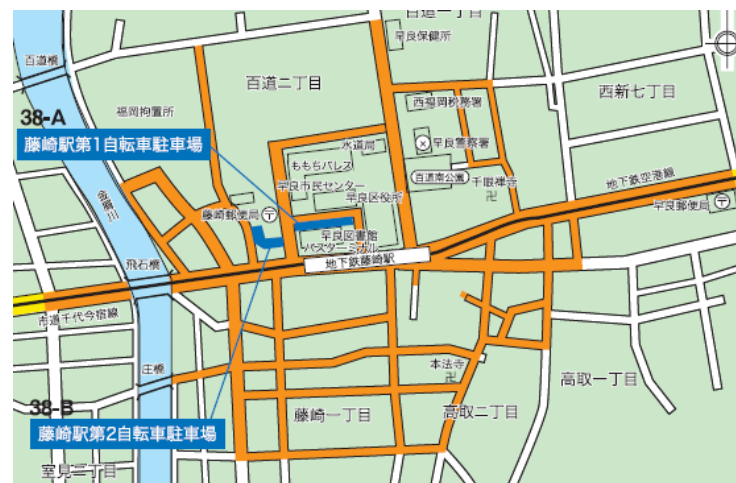 百道一丁目
早良保健所
百道橋
百道二丁目
西新七丁目
西福岡税務署
福岡拘置所
38-A
藤崎駅第1自転車駐車場
水道局
早良警察署
ももちパレス
百道南公園
千眼禅寺
地下鉄空港線
早良市民センター
金屑川
早良区役所
早良郵便局
藤崎郵便局
早良図書館
バスターミナル
飛石橋
地下鉄藤崎駅
市道千代今宿線
庄橋
本法寺
高取一丁目
38-B
藤崎一丁目
高取二丁目
藤崎駅第2自転車駐車場
室見二丁目